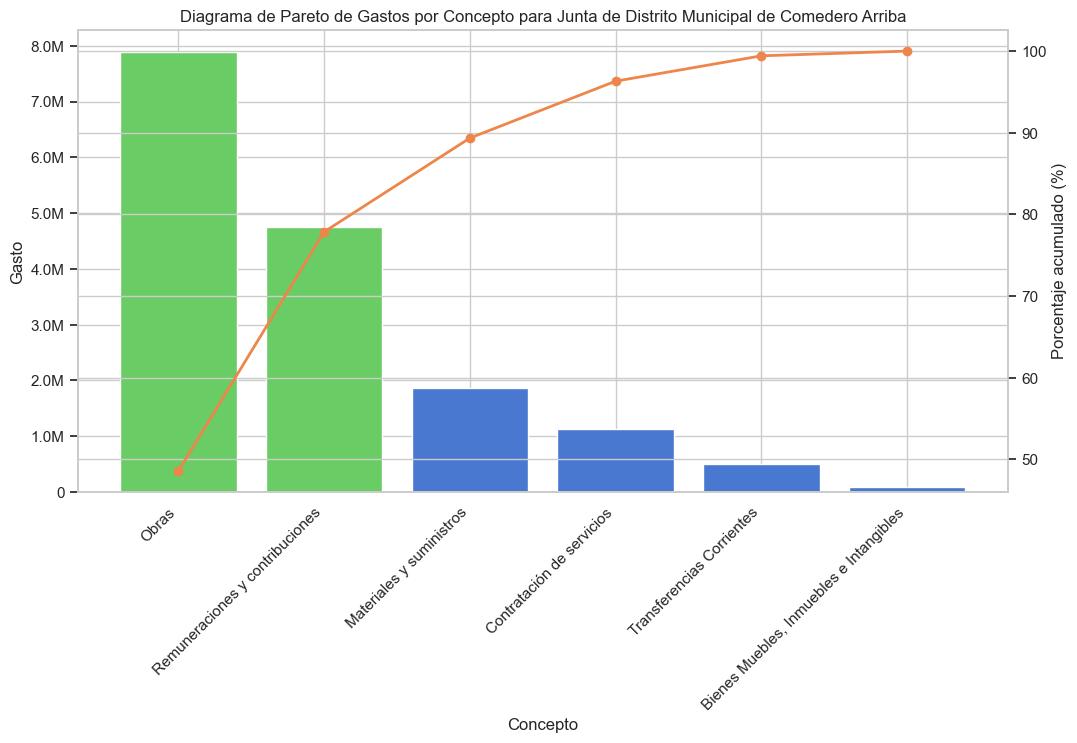 Diagrama de Pareto de Gastos por Concepto para Junta de Distrito Municipal de Comedero Arriba
8.0M
7.0M
6.0M
5.0M
4.0M
3.0M
2.0M
1.0M
0
Gasto
100
90
80
70
60
50
Porcentaje acumulado (%)
Obras
Remuneraciones y contribuciones
Materiales y suministros
Contratación de servicios
Transferencias Corrientes
Bienes Muebles, Inmuebles e Intangibles
Concepto